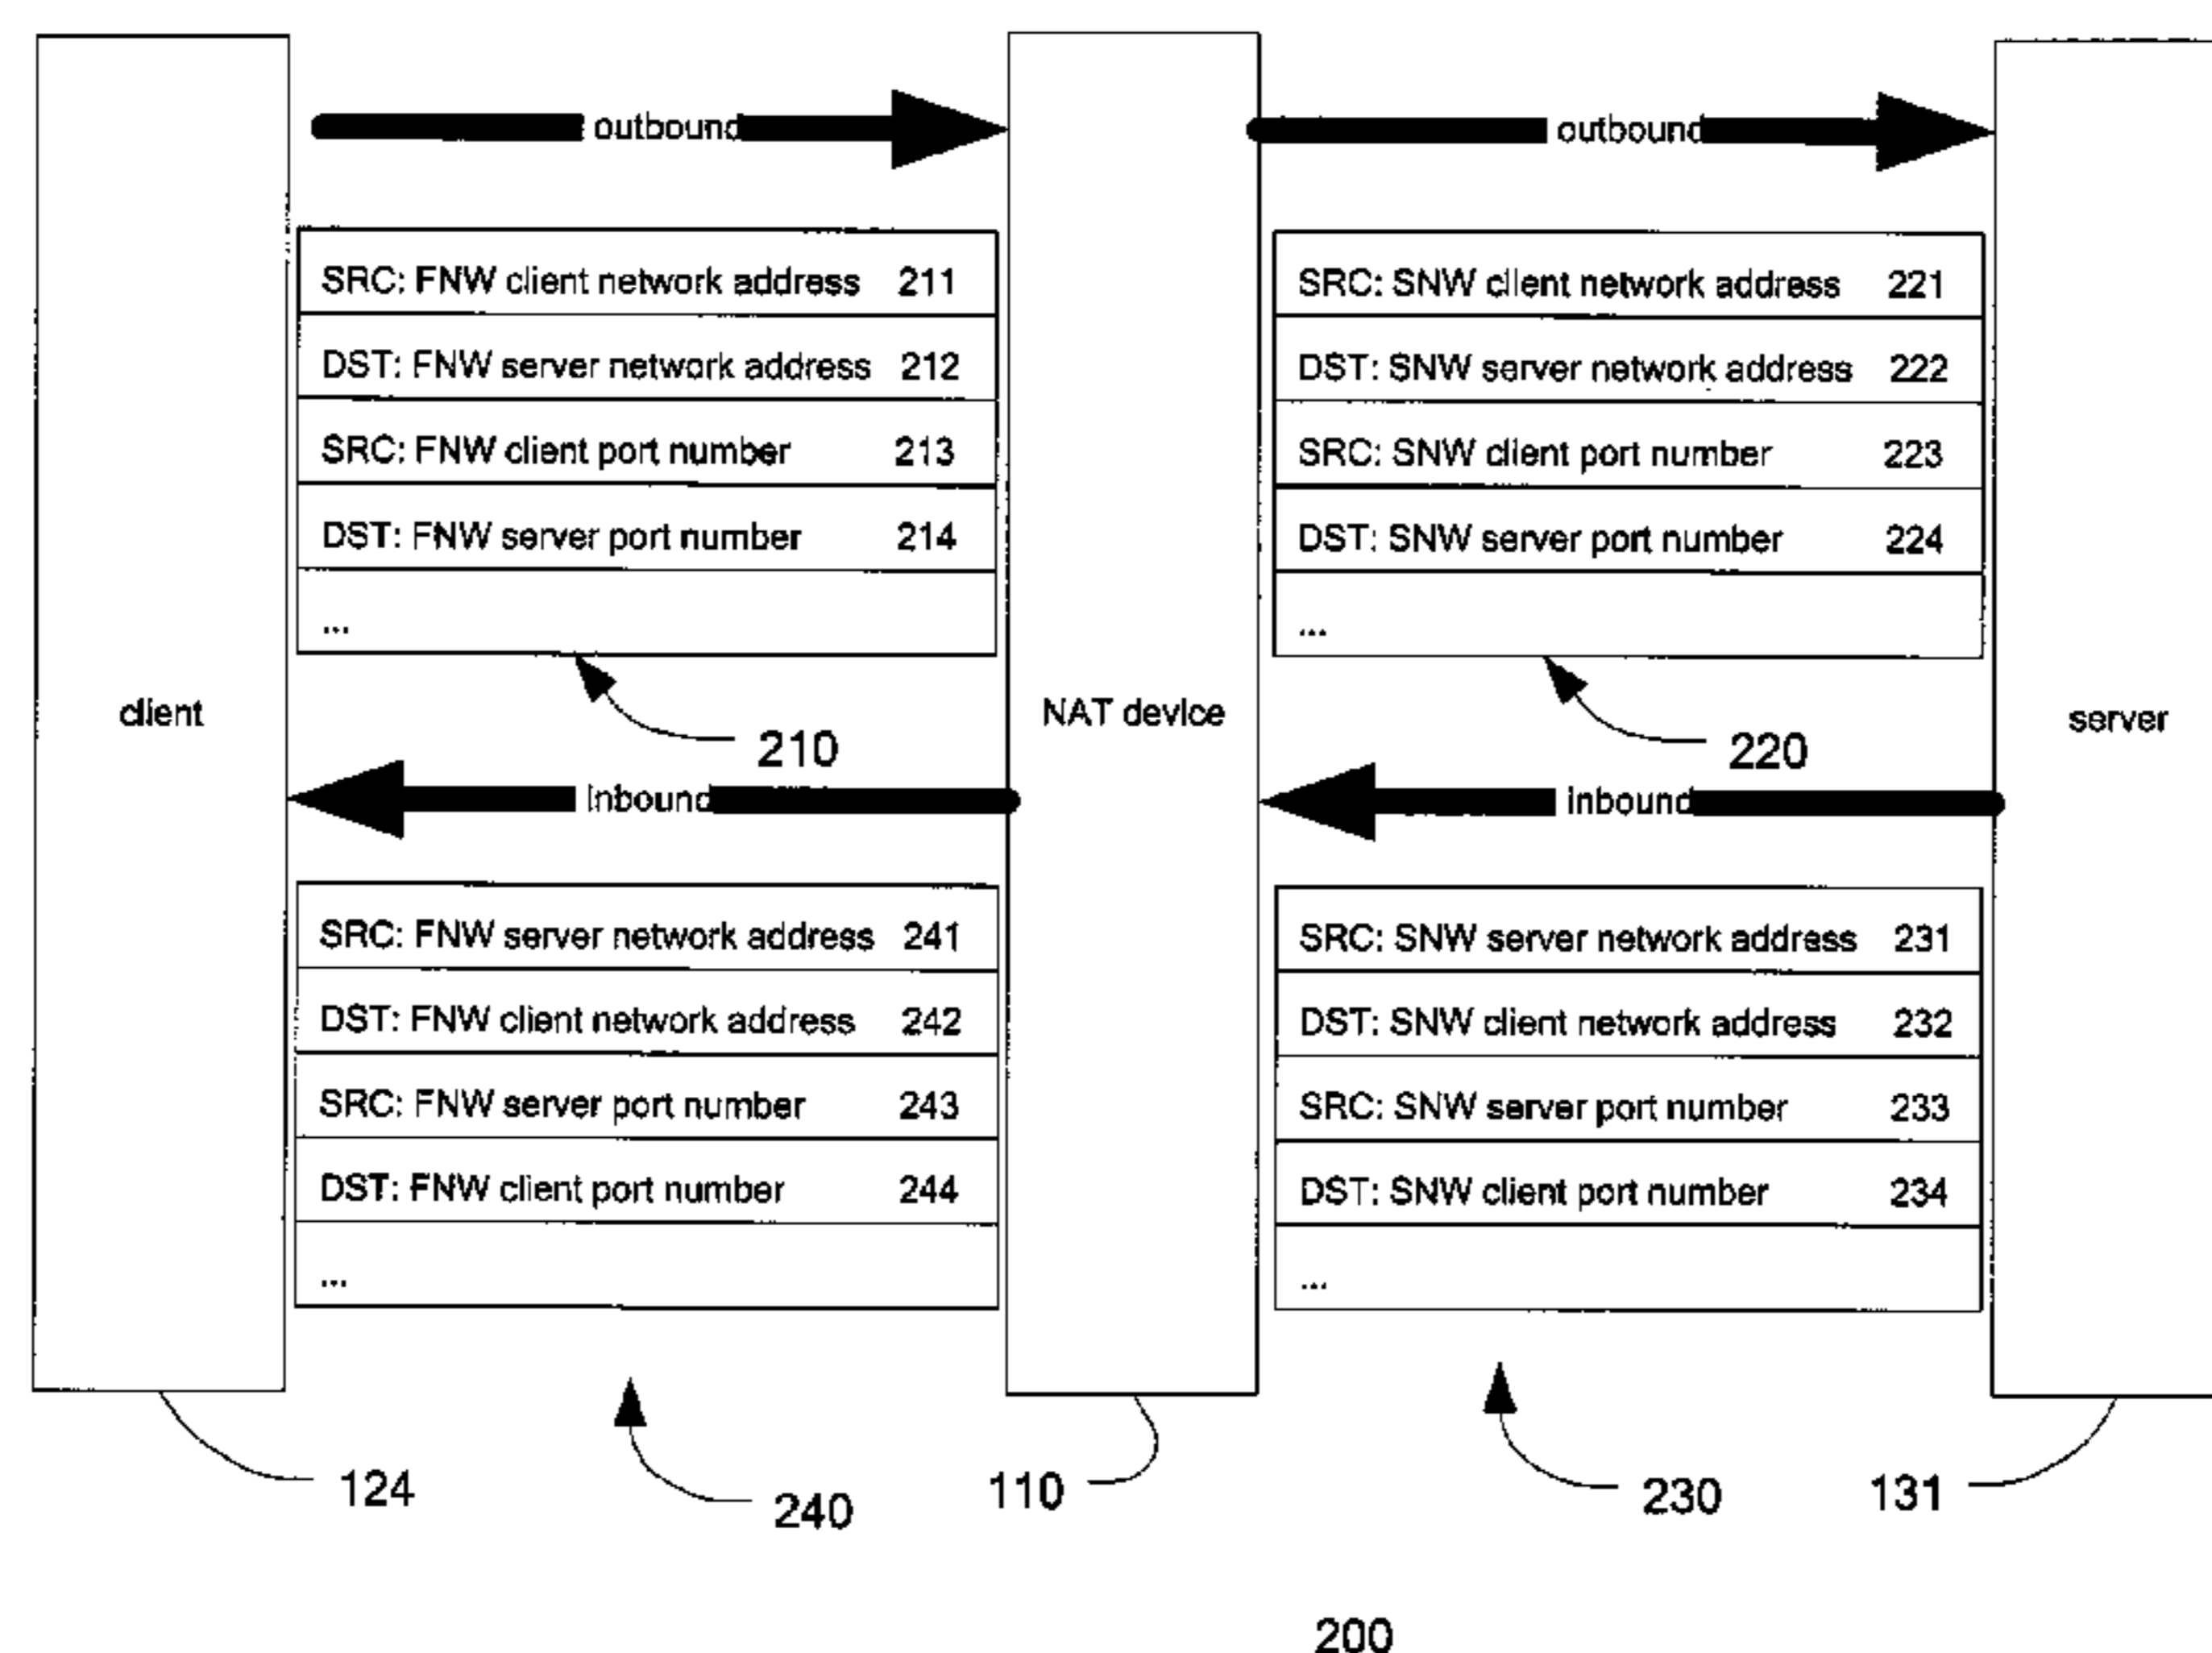 outbound
outbound
SRC: FNW client network address 211
DST: FNW server network address 212
SRC: FNW client port number 213
DST: FNW server port number 214
...
SRC: SNW client network address 221
DST: SNW server network address 222
SRC: SNW client port number 223
DST: SNW server port number 224
...
client
NAT device
server
210
220
Inbound
Inbound
SRC: FNW server network address 241
DST: FNW client network address 242
SRC: FNW server port number 243
DST: FNW client port number 244
...
SRC: SNW server network address 231
DST: SNW client network address 232
SRC: SNW server port number 233
DST: SNW client port number 234
...
124
240
110
230
131
200